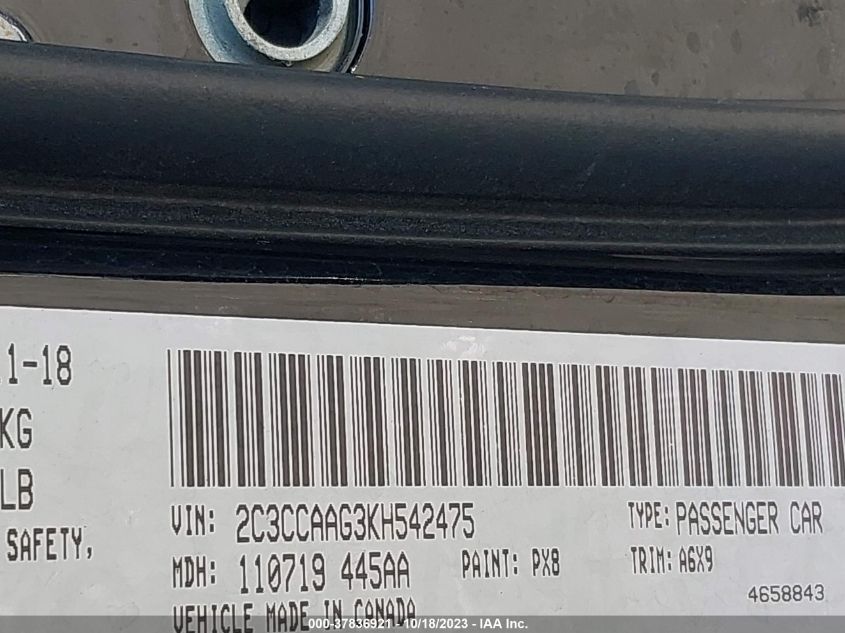 1-18
KG
LB
SAFETY,
VIN: 2C3CCAAG3KH542475
TYPE: PASSENGER CAR
MDH: 110719 445AA
PAINT: PX8
TRIM: A6X9
4658843
VEHICLE MADE IN CANADA
000-37836921 - 10/18/2023 - IAA Inc.